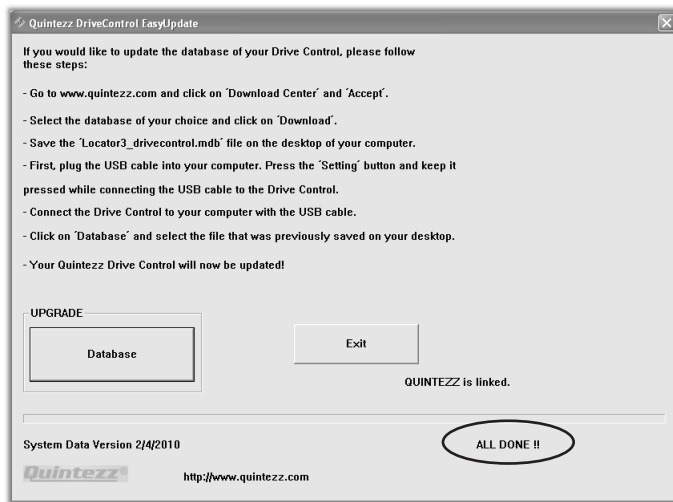 Quintezz DriveControl EasyUpdate
If you would like to update the database of your Drive Control, please follow
these steps:
- Go to www.quintezz.com and click on ´Download Center´ and ´Accept´.
- Select the database of your choice and click on ´Download´.
- Save the ´Locator3_drivecontrol.mdb´ file on the desktop of your computer.
- First, plug the USB cable into your computer. Press the ´Setting´ button and keep it
pressed while connecting the USB cable to the Drive Control.
- Connect the Drive Control to your computer with the USB cable.
- Click on ´Database´ and select the file that was previously saved on your desktop.
- Your Quintezz Drive Control will now be updated!
UPGRADE
Database
Exit
QUINTEZZ is linked.
System Data Version 2/4/2010
ALL DONE !!
Quintezz®
http://www.quintezz.com